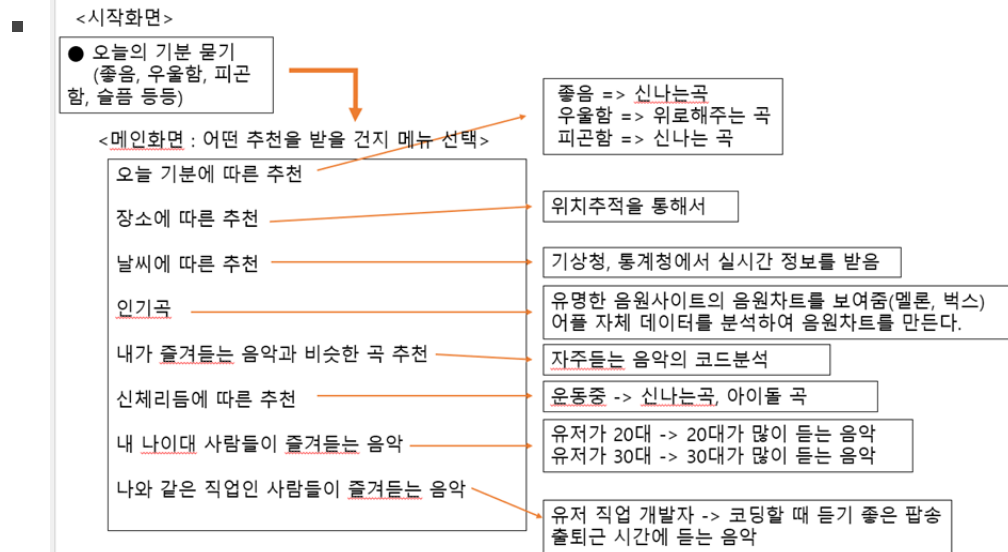 <시작화면>
● 오늘의 기분 묻기
(좋음, 우울함, 피곤
함, 슬픔 등등)
<메인화면 : 어떤 추천을 받을 건지 메뉴 선택>
좋음 => 신나는곡
우울함 => 위로해주는 곡
피곤함 => 신나는 곡
오늘 기분에 따른 추천
장소에 따른 추천
위치추적을 통해서
날씨에 따른 추천
기상청, 통계청에서 실시간 정보를 받음
인기곡
유명한 음원사이트의 음원차트를 보여줌(멜론, 벅스)
어플 자체 데이터를 분석하여 음원차트를 만든다.
내가 즐겨듣는 음악과 비슷한 곡 추천
자주듣는 음악의 코드분석
신체리듬에 따른 추천
운동중 -> 신나는곡, 아이돌 곡
내 나이대 사람들이 즐겨듣는 음악
유저가 20대 -> 20대가 많이 듣는 음악
유저가 30대 -> 30대가 많이 듣는 음악
나와 같은 직업인 사람들이 즐겨듣는 음악
유저 직업 개발자 -> 코딩할 때 듣기 좋은 팝송
출퇴근 시간에 듣는 음악